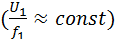 (U₁/f₁ ≈ const)